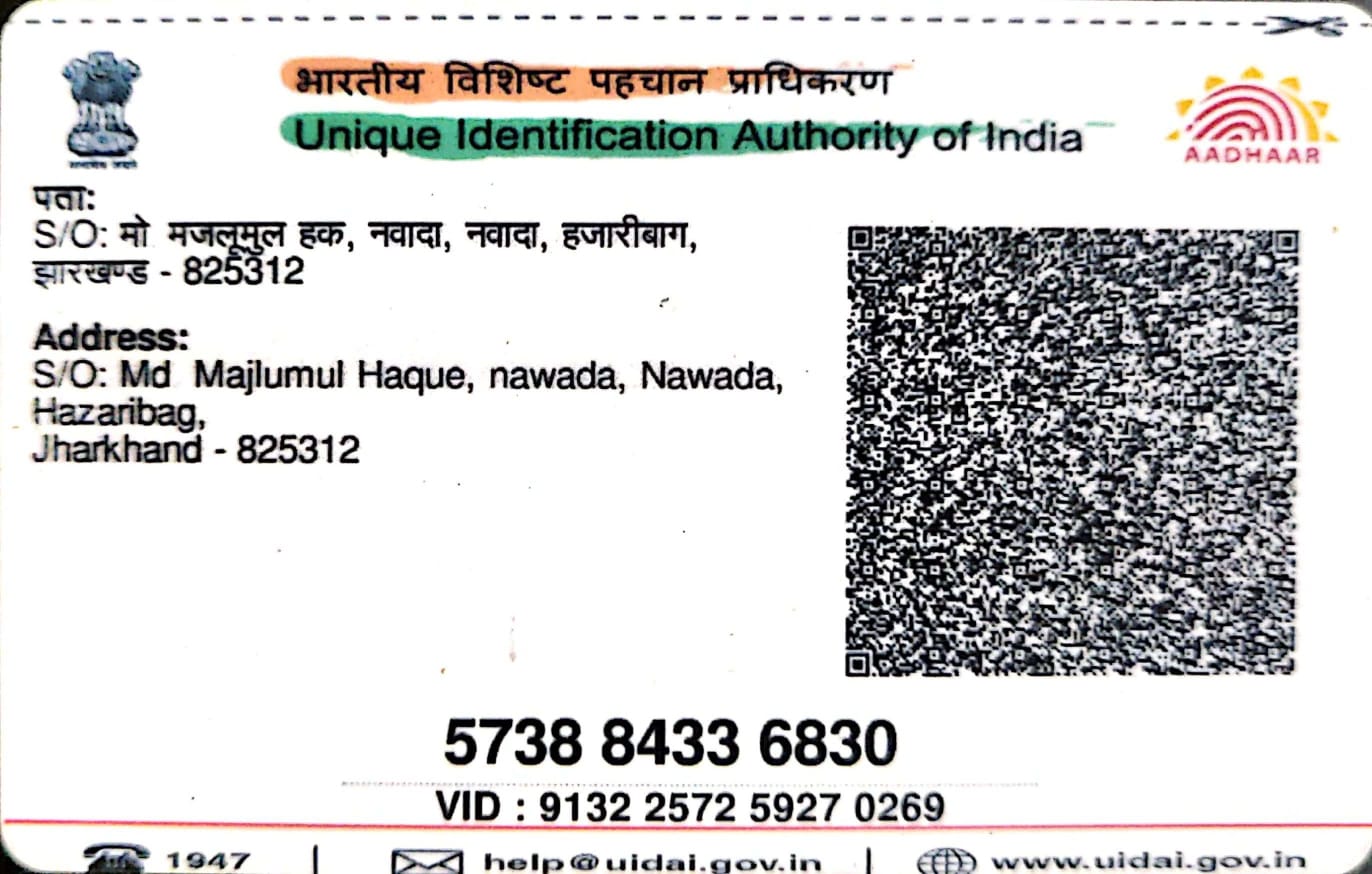 भारतीय विशिष्ट पहचान प्राधिकरण
Unique Identification Authority of India
AADHAAR
पता:
S/O: मो मजलूमुल हक, नवादा, नवादा, हजारीबाग,
झारखण्ड - 825312
Address:
S/O: Md Majlumul Haque, nawada, Nawada,
Hazaribag,
Jharkhand - 825312
5738 8433 6830
VID : 9132 2572 5927 0269
1947 | help@uidai.gov.in | www.uidai.gov.in